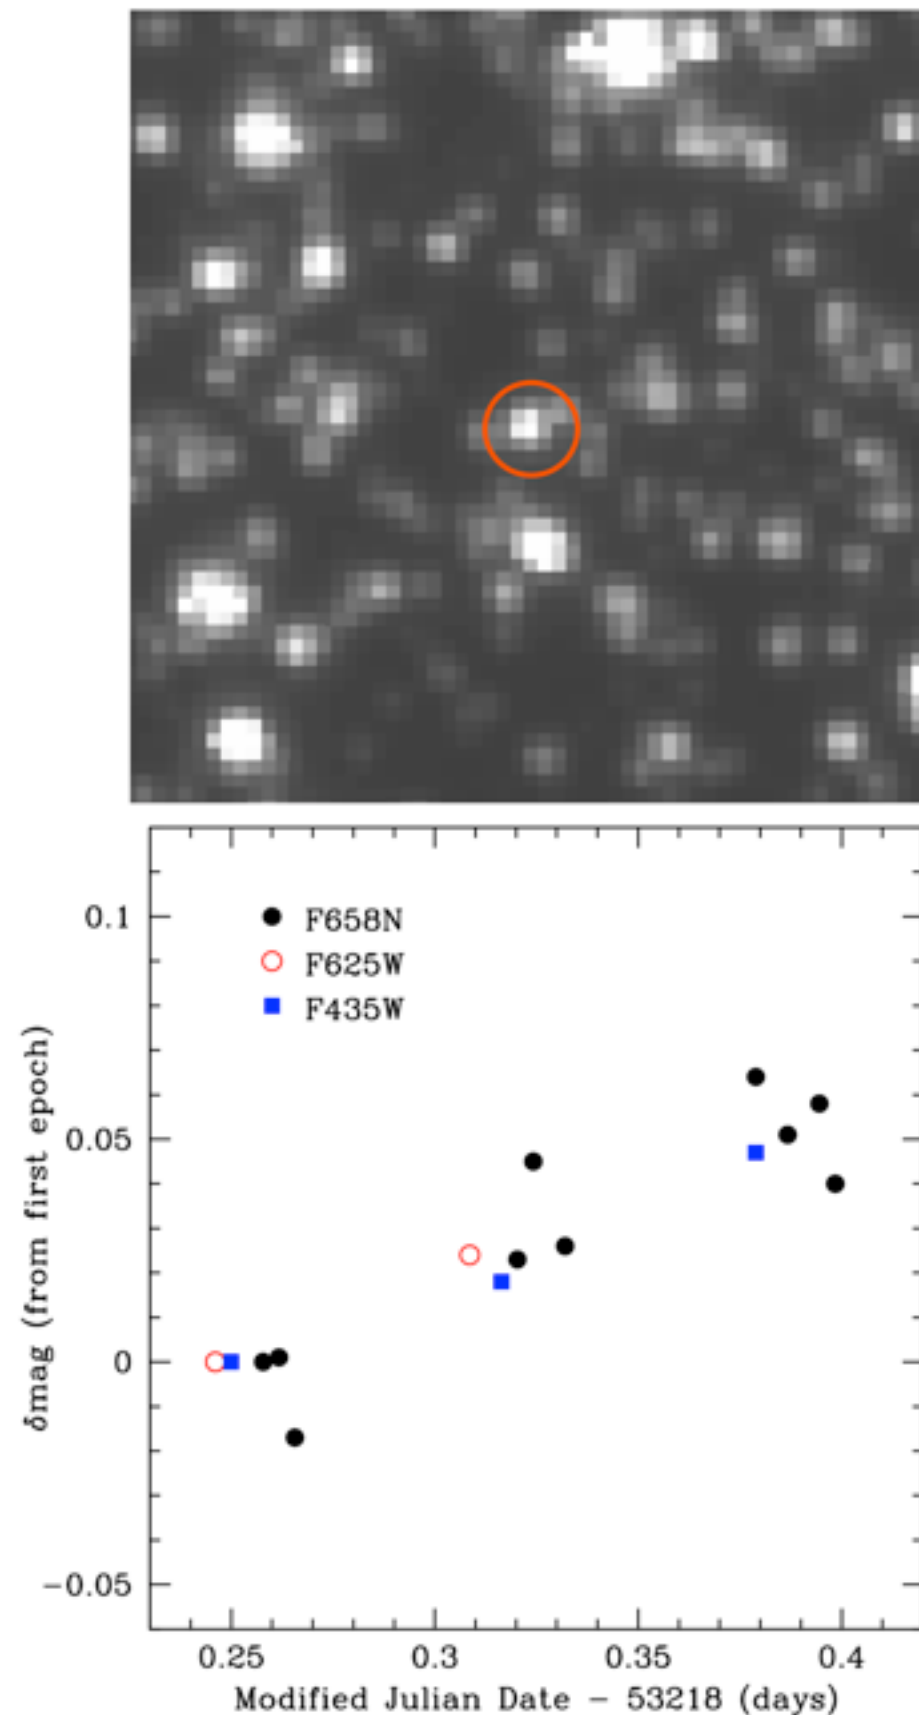 0.1
F658N
F625W
F435W
0.05
0
−0.05
δmag (from first epoch)
0.25 0.3 0.35 0.4
Modified Julian Date − 53218 (days)